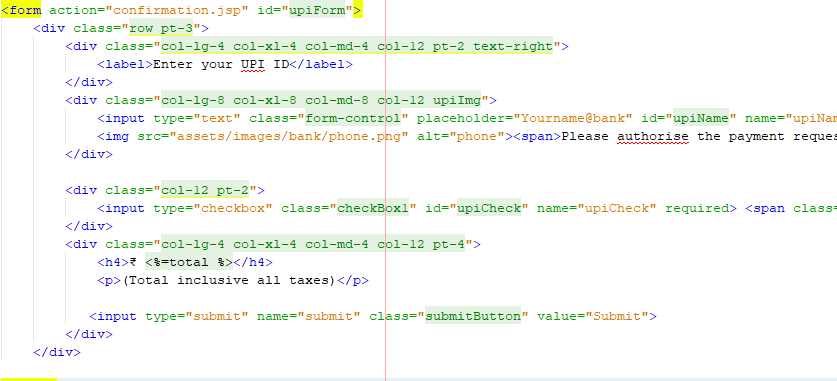 <form action="confirmation.jsp" id="upiForm">
<div class="row pt-3">
<div class="col-lg-4 col-xl-4 col-md-4 col-12 pt-2 text-right">
<label>Enter your UPI ID</label>
</div>
<div class="col-lg-8 col-xl-8 col-md-8 col-12 upiImg">
<input type="text" class="form-control" placeholder="Yourname@bank" id="upiName" name="upiNam
<img src="assets/images/bank/phone.png" alt="phone"><span>Please authorise the payment reques
</div>
<div class="col-12 pt-2">
<input type="checkbox" class="checkBox1" id="upiCheck" name="upiCheck" required> <span class=
</div>
<div class="col-lg-4 col-xl-4 col-md-4 col-12 pt-4">
<h4>₹ <%=total %></h4>
<p>(Total inclusive all taxes)</p>
<input type="submit" name="submit" class="submitButton" value="Submit">
</div>
</div>